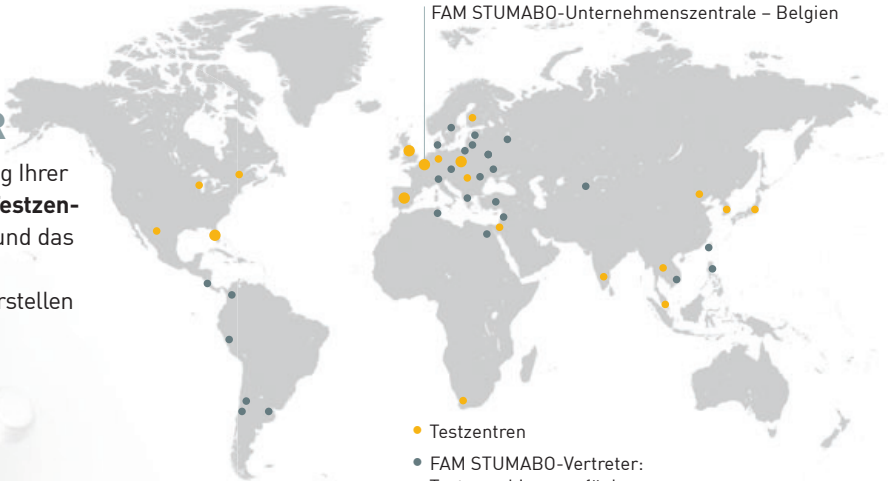 FAM STUMABO-Unternehmenszentrale – Belgien
R
g Ihrer
estzen-
und das
rstellen
Testzentren
FAM STUMABO-Vertreter: